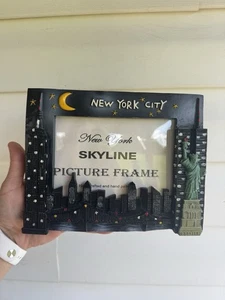 NEW YORK CITY
New York
SKYLINE
PICTURE FRAME